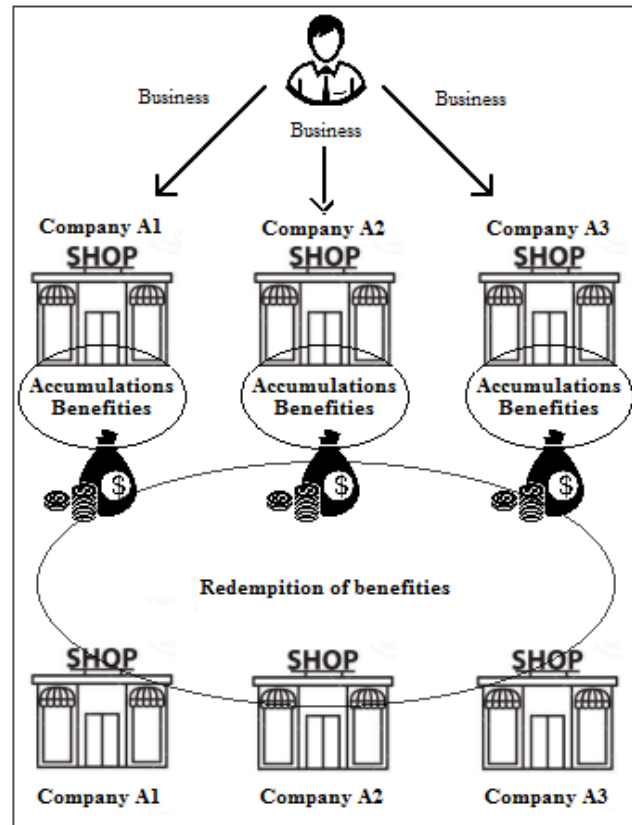 Business
Business
Business
Company A1
Company A2
Company A3
SHOP
SHOP
SHOP
Accumulations
Benefities
Accumulations
Benefities
Accumulations
Benefities
$
$
$
Redempition of benefities
SHOP
SHOP
SHOP
Company A1
Company A2
Company A3